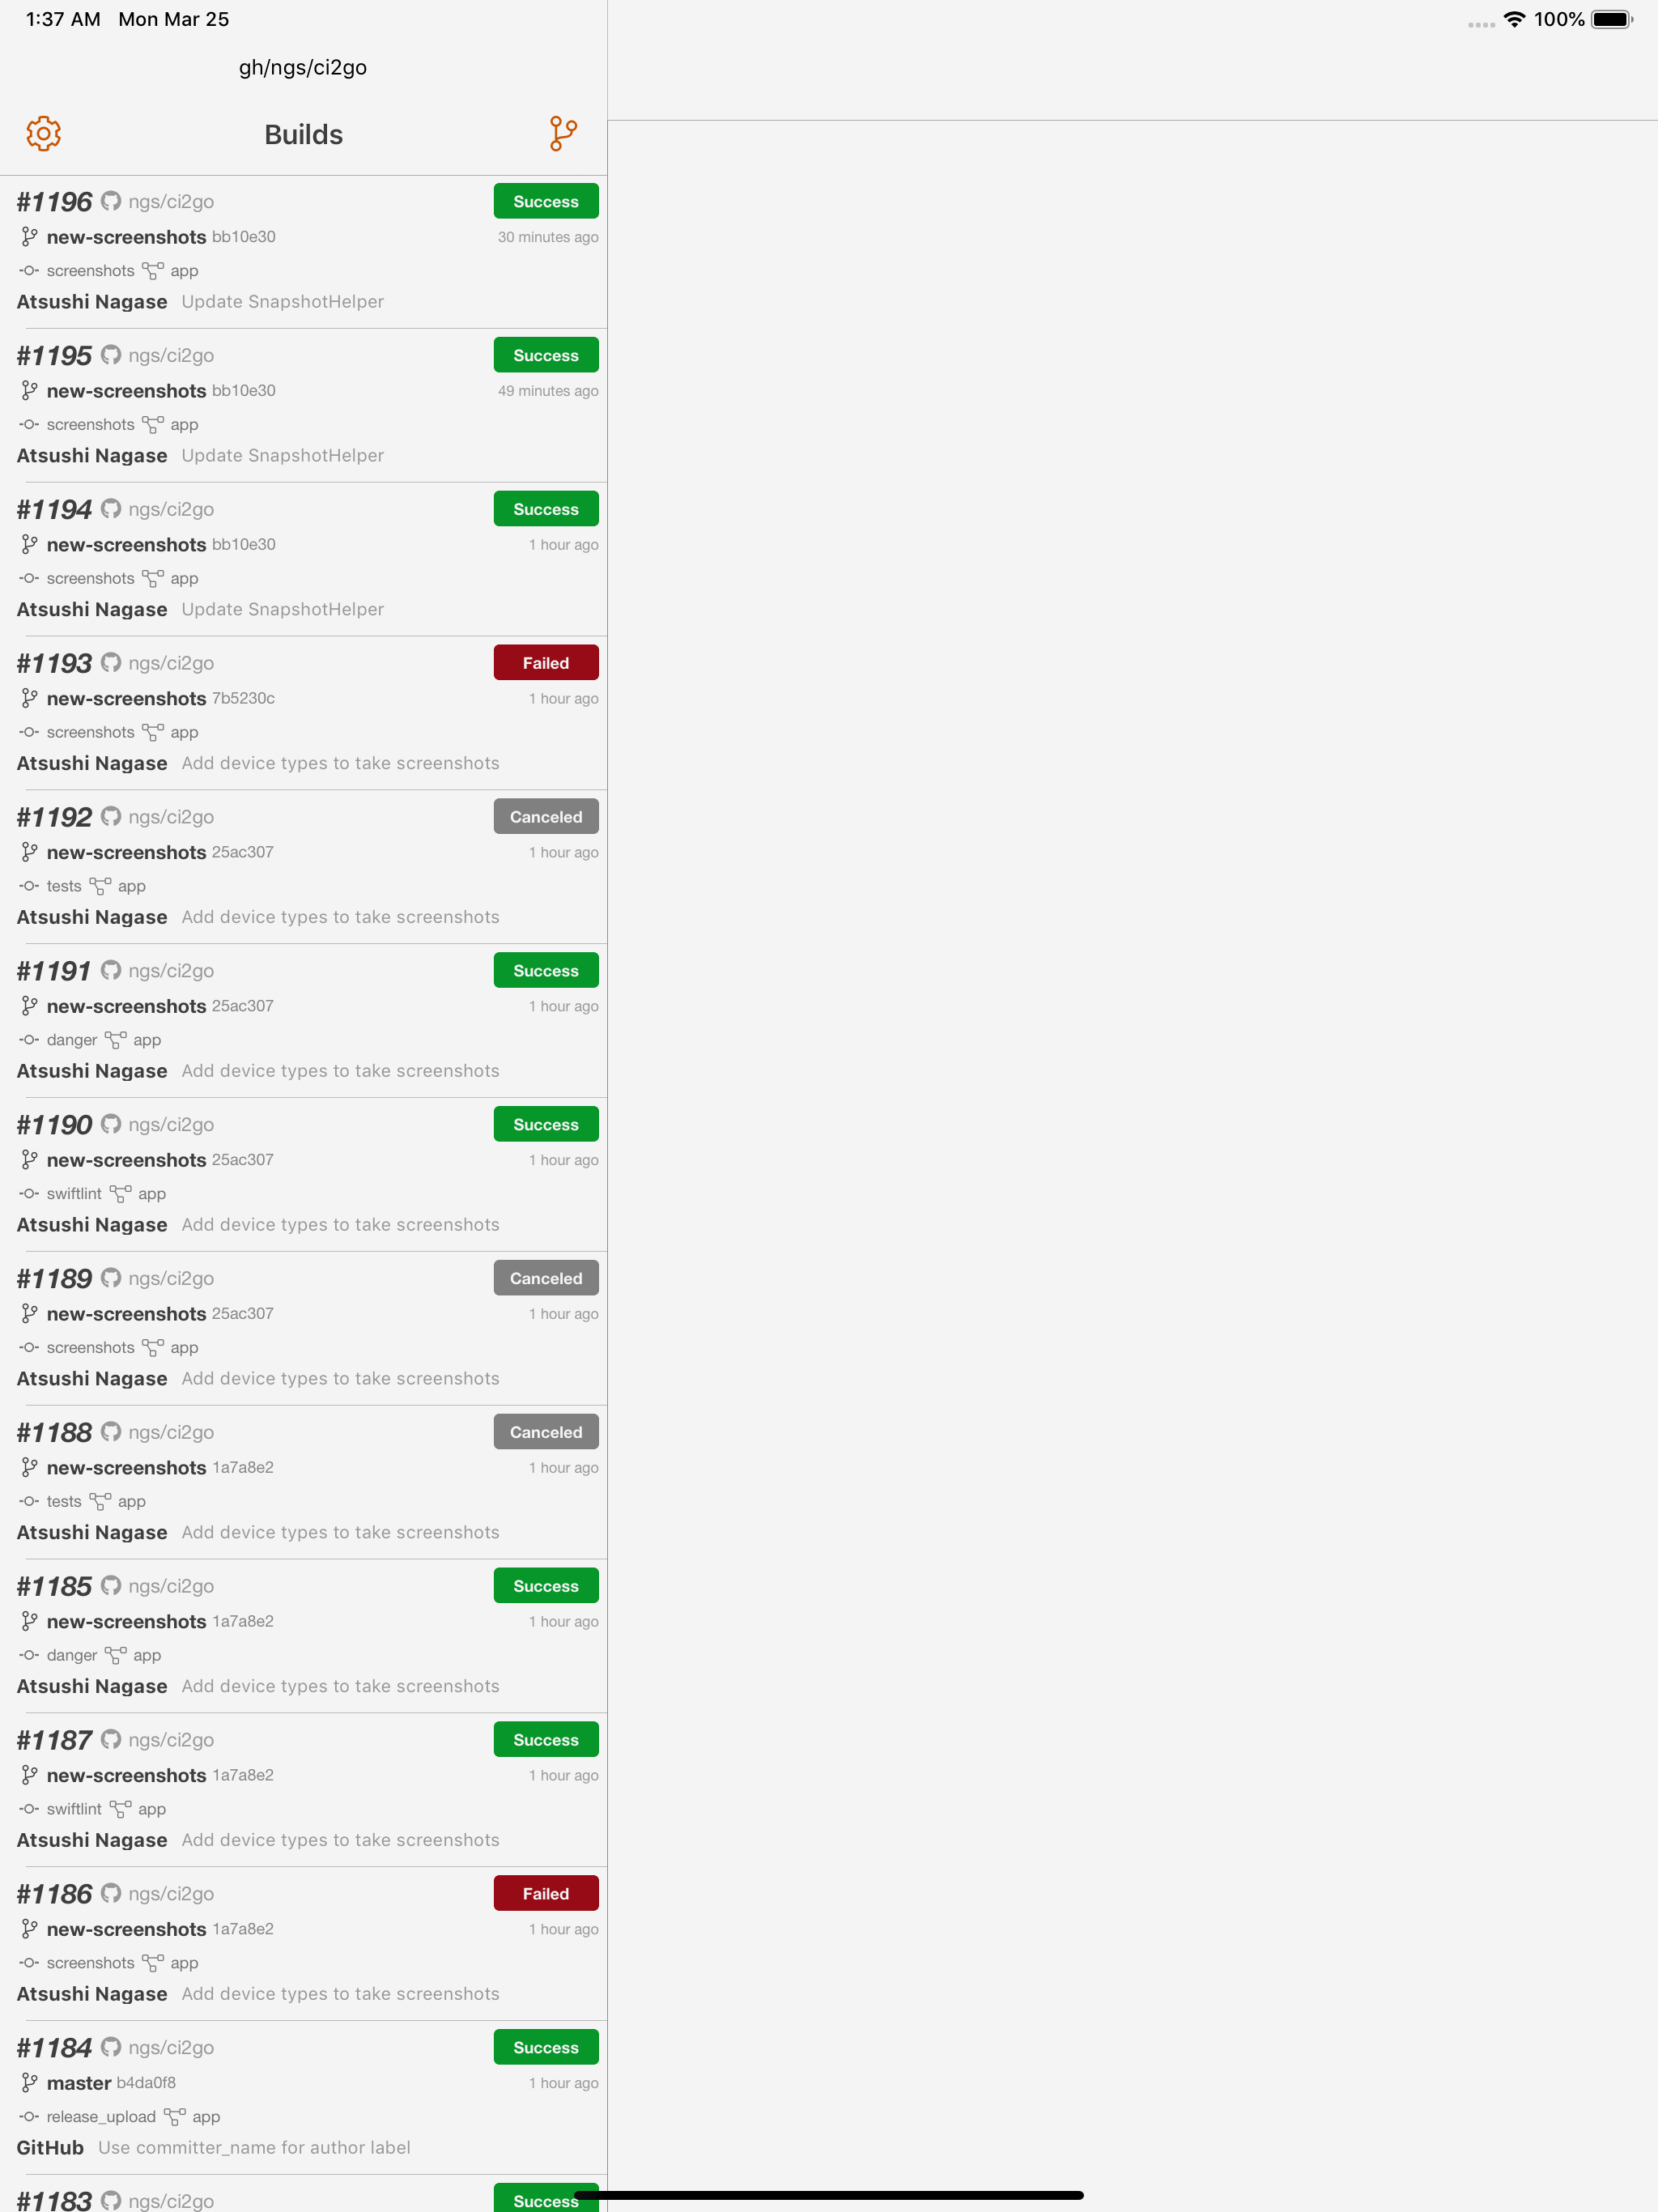 1:37 AM Mon Mar 25 100%
gh/ngs/ci2go
Builds
#1196 ngs/ci2go Success
new-screenshots bb10e30 30 minutes ago
screenshots app
Atsushi Nagase Update SnapshotHelper
#1195 ngs/ci2go Success
new-screenshots bb10e30 49 minutes ago
screenshots app
Atsushi Nagase Update SnapshotHelper
#1194 ngs/ci2go Success
new-screenshots bb10e30 1 hour ago
screenshots app
Atsushi Nagase Update SnapshotHelper
#1193 ngs/ci2go Failed
new-screenshots 7b5230c 1 hour ago
screenshots app
Atsushi Nagase Add device types to take screenshots
#1192 ngs/ci2go Canceled
new-screenshots 25ac307 1 hour ago
tests app
Atsushi Nagase Add device types to take screenshots
#1191 ngs/ci2go Success
new-screenshots 25ac307 1 hour ago
danger app
Atsushi Nagase Add device types to take screenshots
#1190 ngs/ci2go Success
new-screenshots 25ac307 1 hour ago
swiftlint app
Atsushi Nagase Add device types to take screenshots
#1189 ngs/ci2go Canceled
new-screenshots 25ac307 1 hour ago
screenshots app
Atsushi Nagase Add device types to take screenshots
#1188 ngs/ci2go Canceled
new-screenshots 1a7a8e2 1 hour ago
tests app
Atsushi Nagase Add device types to take screenshots
#1185 ngs/ci2go Success
new-screenshots 1a7a8e2 1 hour ago
danger app
Atsushi Nagase Add device types to take screenshots
#1187 ngs/ci2go Success
new-screenshots 1a7a8e2 1 hour ago
swiftlint app
Atsushi Nagase Add device types to take screenshots
#1186 ngs/ci2go Failed
new-screenshots 1a7a8e2 1 hour ago
screenshots app
Atsushi Nagase Add device types to take screenshots
#1184 ngs/ci2go Success
master b4da0f8 1 hour ago
release_upload app
GitHub Use committer_name for author label
#1183 ngs/ci2go Success